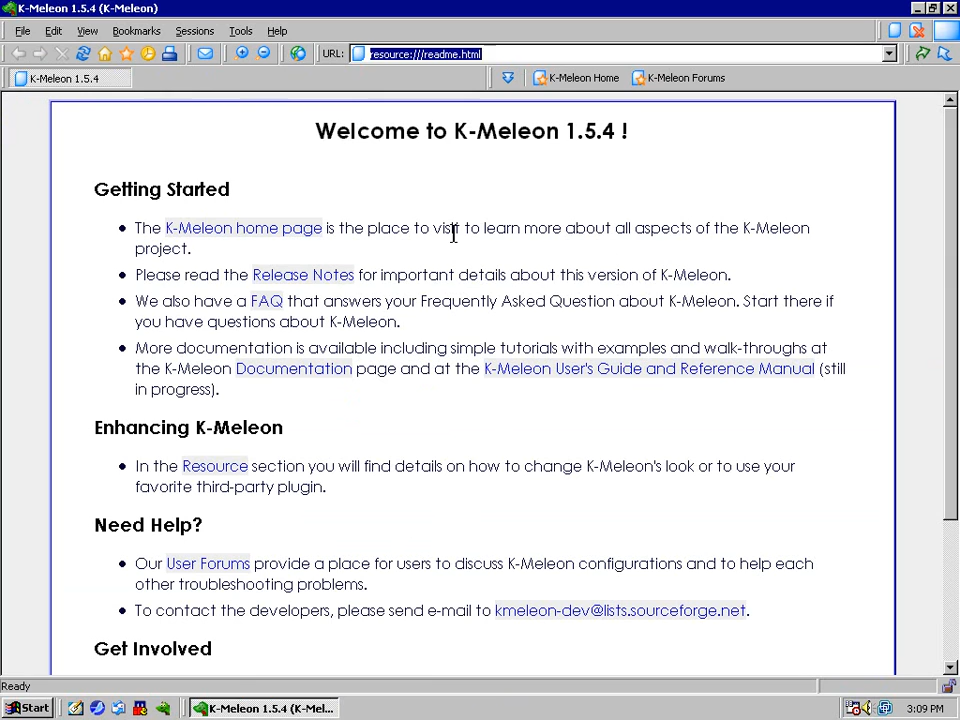 K-Meleon 1.5.4 (K-Meleon)
File Edit View Bookmarks Sessions Tools Help
URL: resource:///readme.html
K-Meleon 1.5.4 K-Meleon Home K-Meleon Forums
Welcome to K-Meleon 1.5.4 !
Getting Started
The K-Meleon home page is the place to visit to learn more about all aspects of the K-Meleon
project.
Please read the Release Notes for important details about this version of K-Meleon.
We also have a FAQ that answers your Frequently Asked Question about K-Meleon. Start there if
you have questions about K-Meleon.
More documentation is available including simple tutorials with examples and walk-throughs at
the K-Meleon Documentation page and at the K-Meleon User's Guide and Reference Manual (still
in progress).
Enhancing K-Meleon
In the Resource section you will find details on how to change K-Meleon's look or to use your
favorite third-party plugin.
Need Help?
Our User Forums provide a place for users to discuss K-Meleon configurations and to help each
other troubleshooting problems.
To contact the developers, please send e-mail to kmeleon-dev@lists.sourceforge.net.
Get Involved
Ready
Start K-Meleon 1.5.4 (K-Mel... 3:09 PM